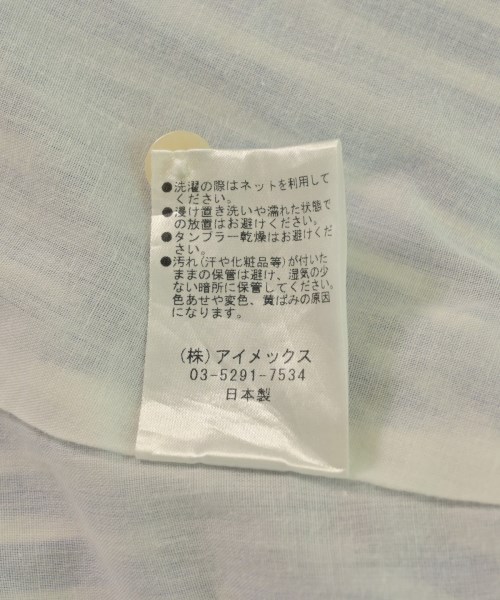 ●洗濯の際はネットを利用して
ください。
●浸け置き洗いや濡れた状態で
の放置はお避けください。
●タンブラー乾燥はお避けくだ
さい。
●汚れ(汗や化粧品等)が付いた
ままの保管は避け、湿気の少
ない暗所に保管してください。
色あせや変色、黄ばみの原因
になります。
(株)アイメックス
03-5291-7534
日本製